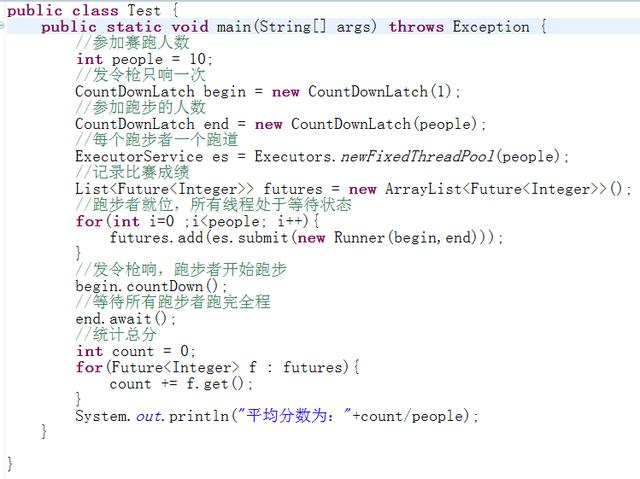 public class Test {
    public static void main(String[] args) throws Exception {
        //参加赛跑人数
        int people = 10;
        //发令枪只响一次
        CountDownLatch begin = new CountDownLatch(1);
        //参加跑步的人数
        CountDownLatch end = new CountDownLatch(people);
        //每个跑步者一个跑道
        ExecutorService es = Executors.newFixedThreadPool(people);
        //记录比赛成绩
        List<Future<Integer>> futures = new ArrayList<Future<Integer>>();
        //跑步者就位，所有线程处于等待状态
        for(int i=0 ;i<people; i++){
            futures.add(es.submit(new Runner(begin,end)));
        }
        //发令枪响，跑步者开始跑步
        begin.countDown();
        //等待所有跑步者跑完全程
        end.await();
        //统计总分
        int count = 0;
        for(Future<Integer> f : futures){
            count += f.get();
        }
        System.out.println("平均分数为："+count/people);
    }
}